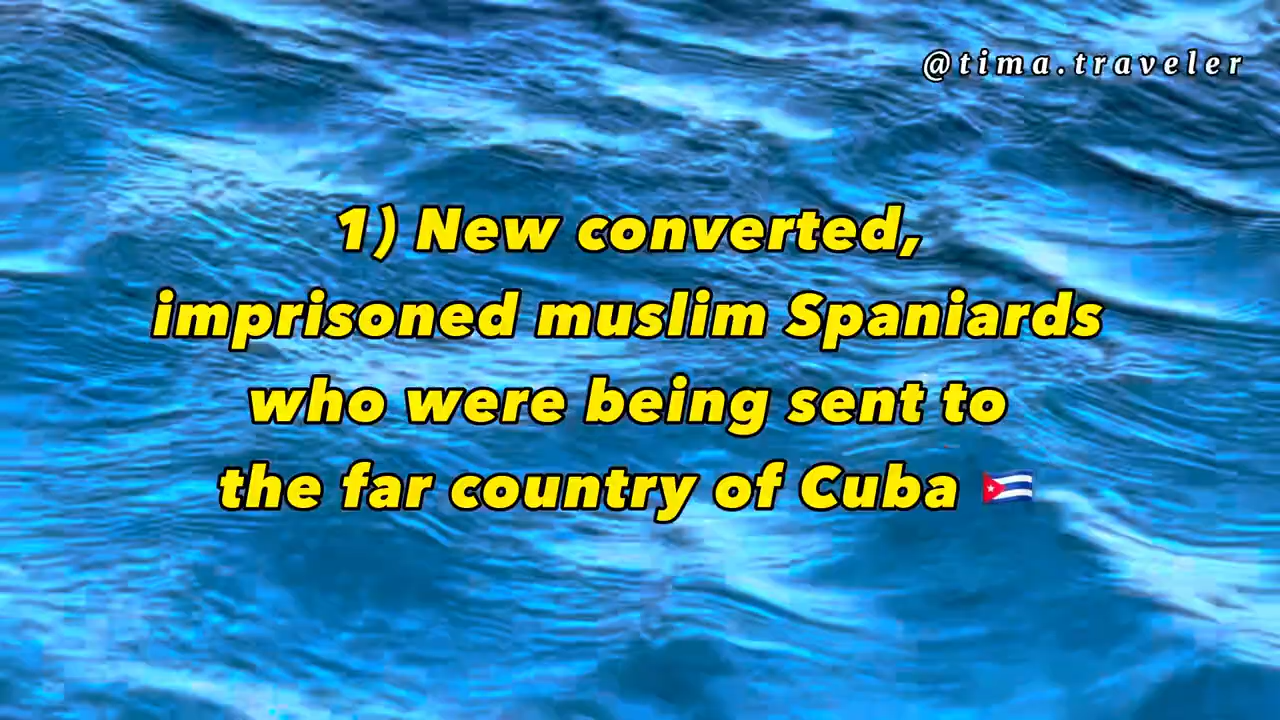 @tima.traveler
1) New converted,
imprisoned muslim Spaniards
who were being sent to
the far country of Cuba 🇨🇺